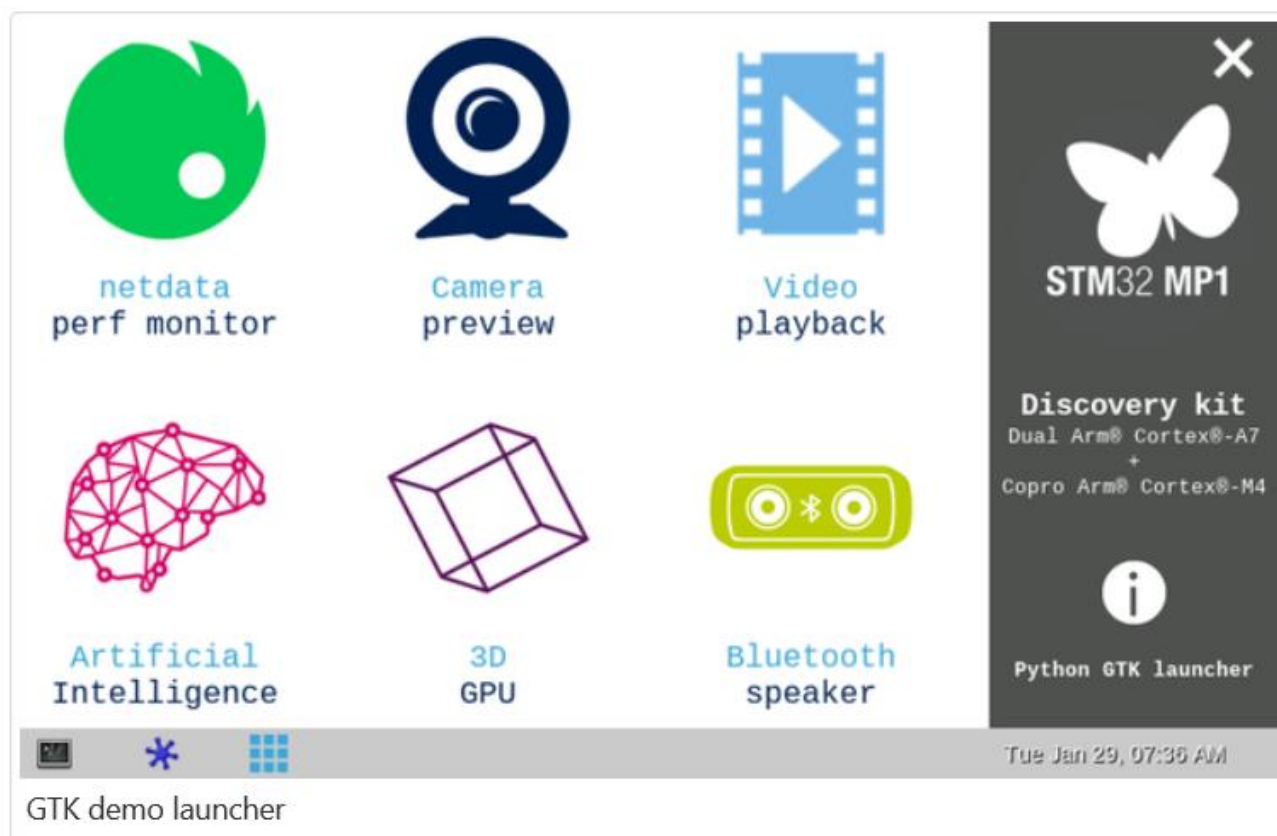 netdata
perf monitor
Camera
preview
Video
playback
Artificial
Intelligence
3D
GPU
Bluetooth
speaker
STM32 MP1
Discovery kit
Dual Arm® Cortex®-A7
+
Copro Arm® Cortex®-M4
i
Python GTK launcher
Tue Jan 29, 07:36 AM
GTK demo launcher